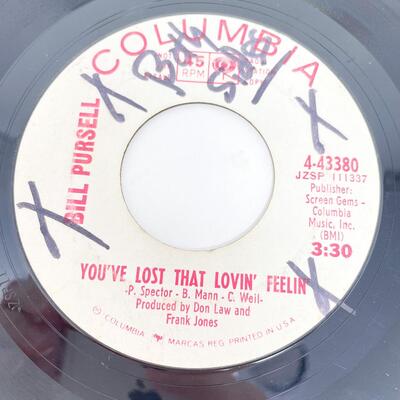 COLUMBIA
45
RPM
Both
BILL PURSELL
4-43380
JZSP 111337
Publisher:
Screen Gems -
Columbia
Music, Inc.
(BMI)
3:30
YOU'VE LOST THAT LOVIN' FEELIN'
-P. Spector - B. Mann - C. Weil-
Produced by Don Law and
Frank Jones
COLUMBIA MARCAS REG. PRINTED IN U.S.A.